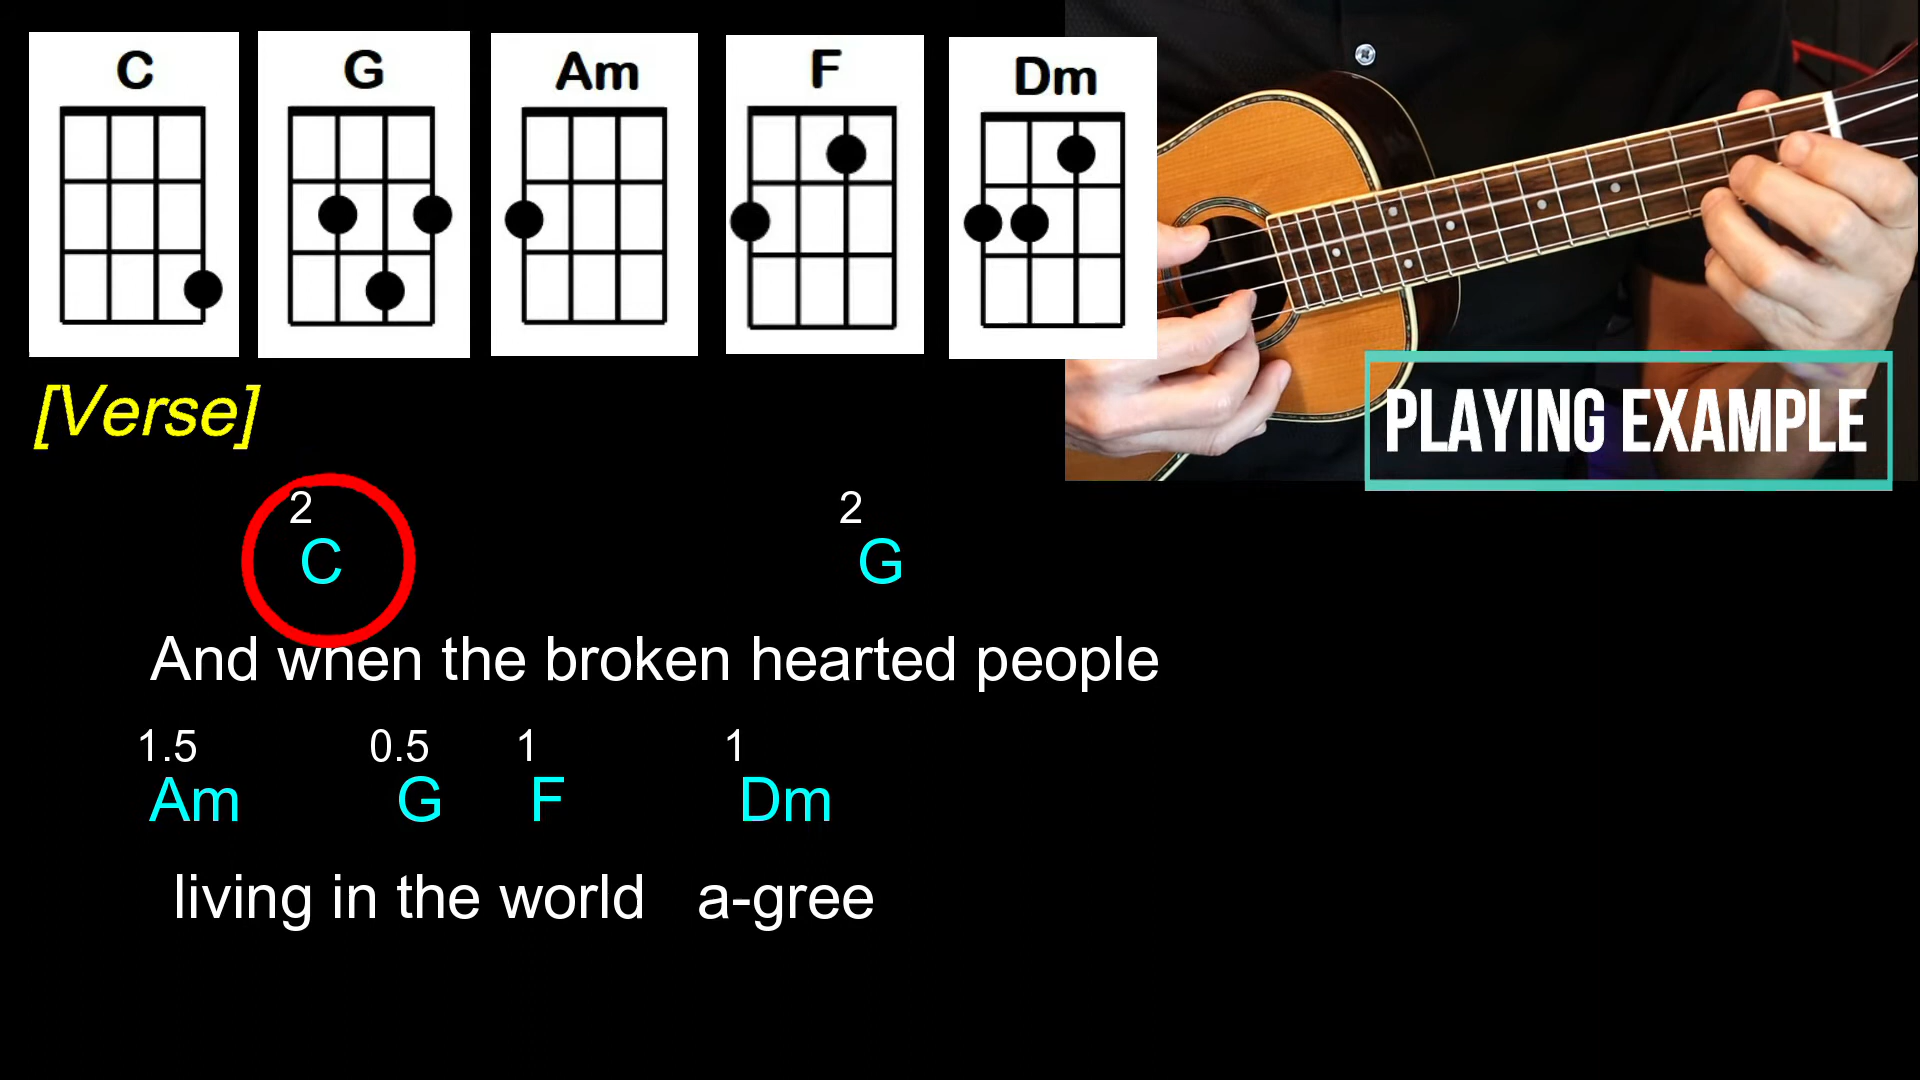 C G Am F Dm
PLAYING EXAMPLE
[Verse]
2 2
C G
And when the broken hearted people
1.5 0.5 1 1
Am G F Dm
living in the world a-gree